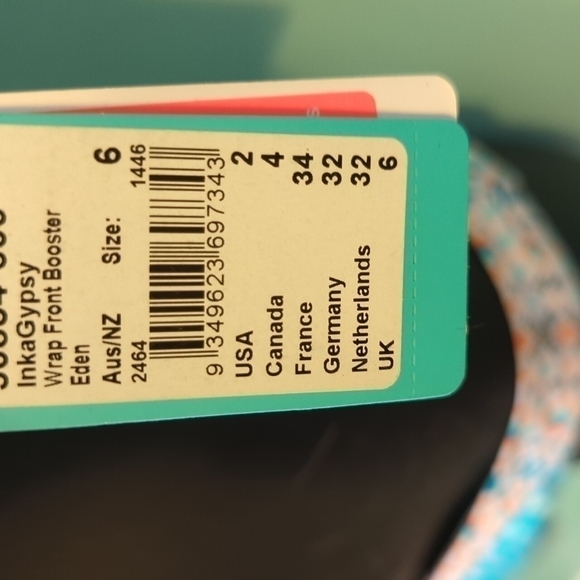 InkaGypsy
Wrap Front Booster
Eden
Aus/NZ Size: 6
2464 1446
9 349623 697343
USA 2
Canada 4
France 34
Germany 32
Netherlands 32
UK 6